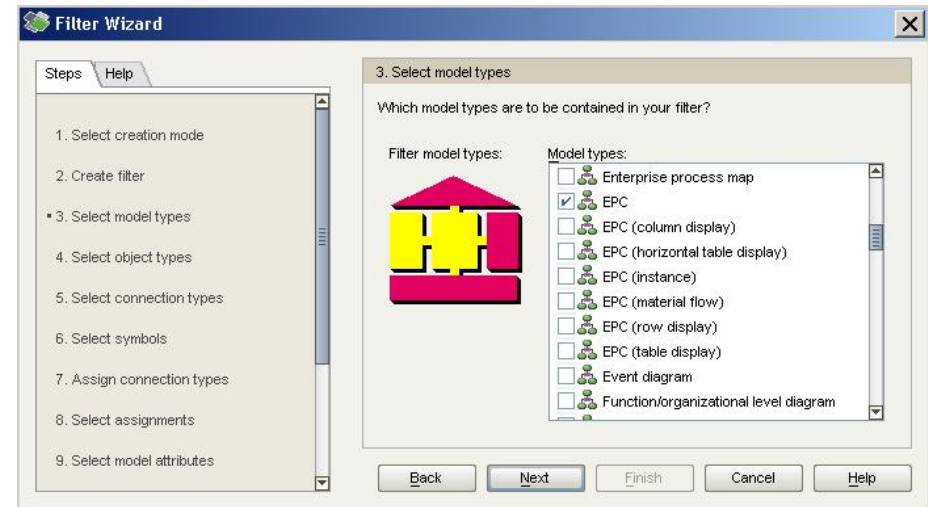 Filter Wizard
Steps Help
1. Select creation mode
2. Create filter
3. Select model types
4. Select object types
5. Select connection types
6. Select symbols
7. Assign connection types
8. Select assignments
9. Select model attributes
3. Select model types
Which model types are to be contained in your filter?
Filter model types:
Model types:
Enterprise process map
EPC
EPC (column display)
EPC (horizontal table display)
EPC (instance)
EPC (material flow)
EPC (row display)
EPC (table display)
Event diagram
Function/organizational level diagram
Back Next Finish Cancel Help